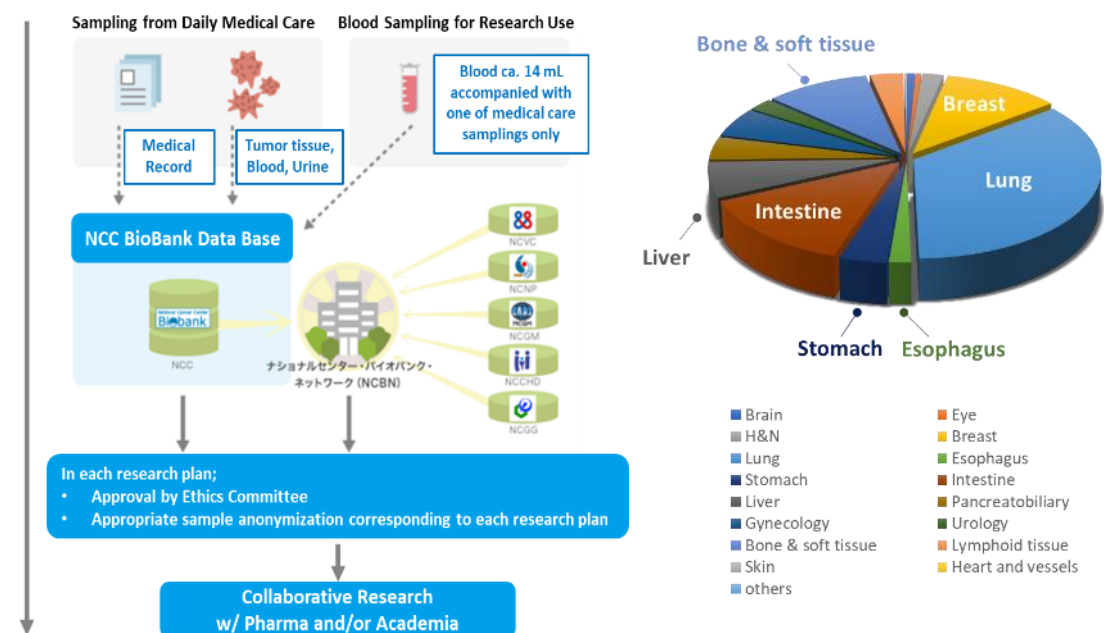 Sampling from Daily Medical Care
Blood Sampling for Research Use
Blood ca. 14 mL
accompanied with
one of medical care
samplings only
Medical
Record
Tumor tissue,
Blood, Urine
NCC BioBank Data Base
National Cancer Center
Biobank
NCC
ナショナルセンター・バイオバンク・
ネットワーク(NCBN)
NCVC
NCNP
NCGM
NCGM
NCCHD
NCGG
In each research plan;
• Approval by Ethics Committee
• Appropriate sample anonymization corresponding to each research plan
Collaborative Research
w/ Pharma and/or Academia
Bone & soft tissue
Breast
Lung
Intestine
Liver
Stomach
Esophagus
Brain
Eye
H&N
Breast
Lung
Esophagus
Stomach
Intestine
Liver
Pancreatobiliary
Gynecology
Urology
Bone & soft tissue
Lymphoid tissue
Skin
Heart and vessels
others